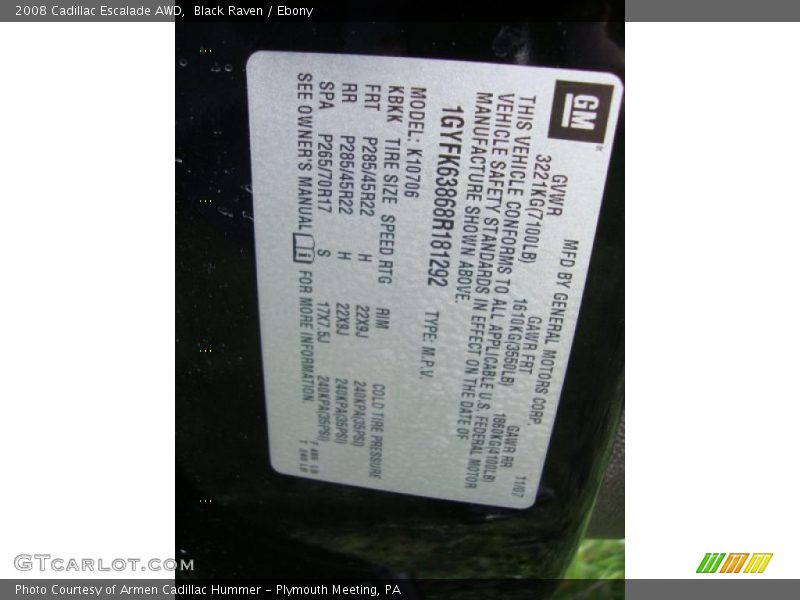 2008 Cadillac Escalade AWD, Black Raven / Ebony
GM
MFD BY GENERAL MOTORS CORP. 11/07
GVWR GAWR FRT GAWR RR
3221KG(7100LB) 1610KG(3550LB) 1860KG(4100LB)
THIS VEHICLE CONFORMS TO ALL APPLICABLE U.S. FEDERAL MOTOR
VEHICLE SAFETY STANDARDS IN EFFECT ON THE DATE OF
MANUFACTURE SHOWN ABOVE.
1GYFK63868R181292 TYPE: M.P.V.
MODEL: K10706
KBKK TIRE SIZE SPEED RTG RIM COLD TIRE PRESSURE
FRT P285/45R22 H 22X9J 240KPA(35PSI)
RR P285/45R22 H 22X9J 240KPA(35PSI)
SPA P265/70R17 S 17X7.5J 240KPA(35PSI)
SEE OWNER'S MANUAL FOR MORE INFORMATION.
GTcarlot.com
Photo Courtesy of Armen Cadillac Hummer - Plymouth Meeting, PA